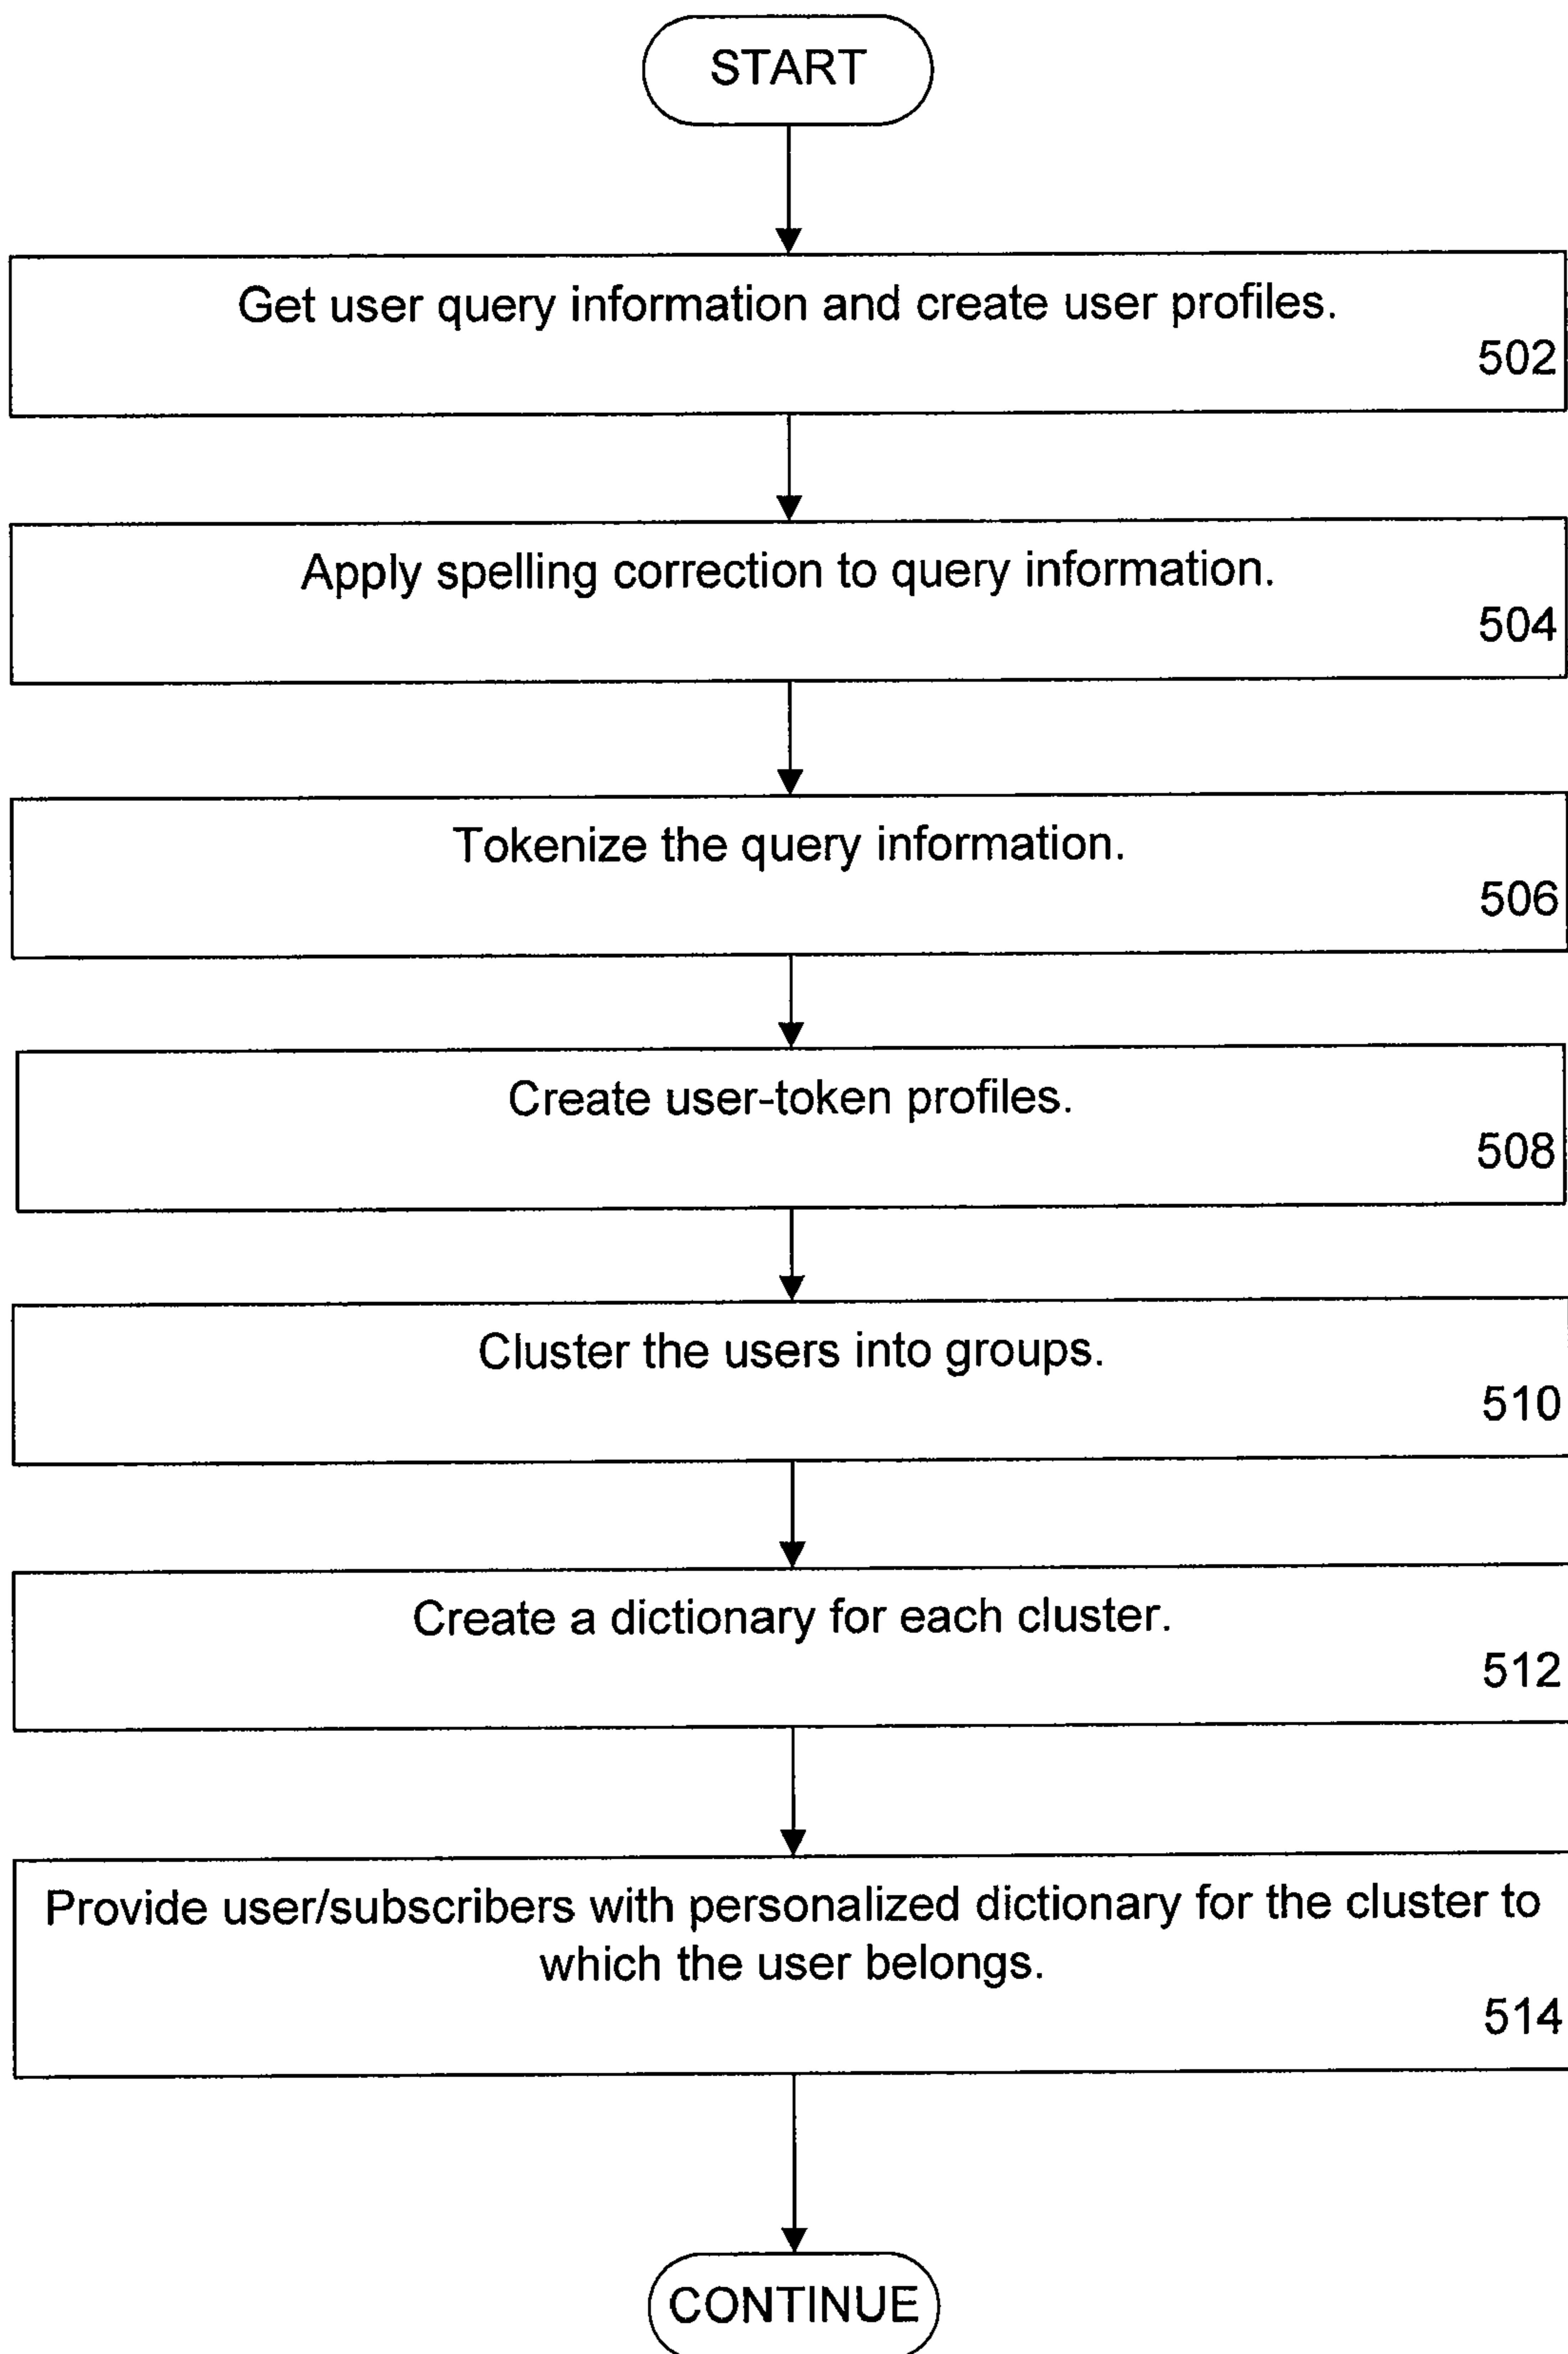 START
Get user query information and create user profiles.
502
Apply spelling correction to query information.
504
Tokenize the query information.
506
Create user-token profiles.
508
Cluster the users into groups.
510
Create a dictionary for each cluster.
512
Provide user/subscribers with personalized dictionary for the cluster to
which the user belongs.
514
CONTINUE